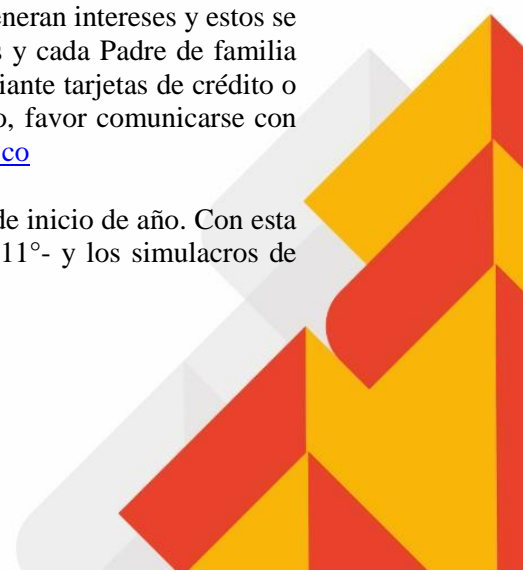 eneran intereses y estos se
s y cada Padre de familia
iante tarjetas de crédito o
o, favor comunicarse con
co
de inicio de año. Con esta
11°- y los simulacros de